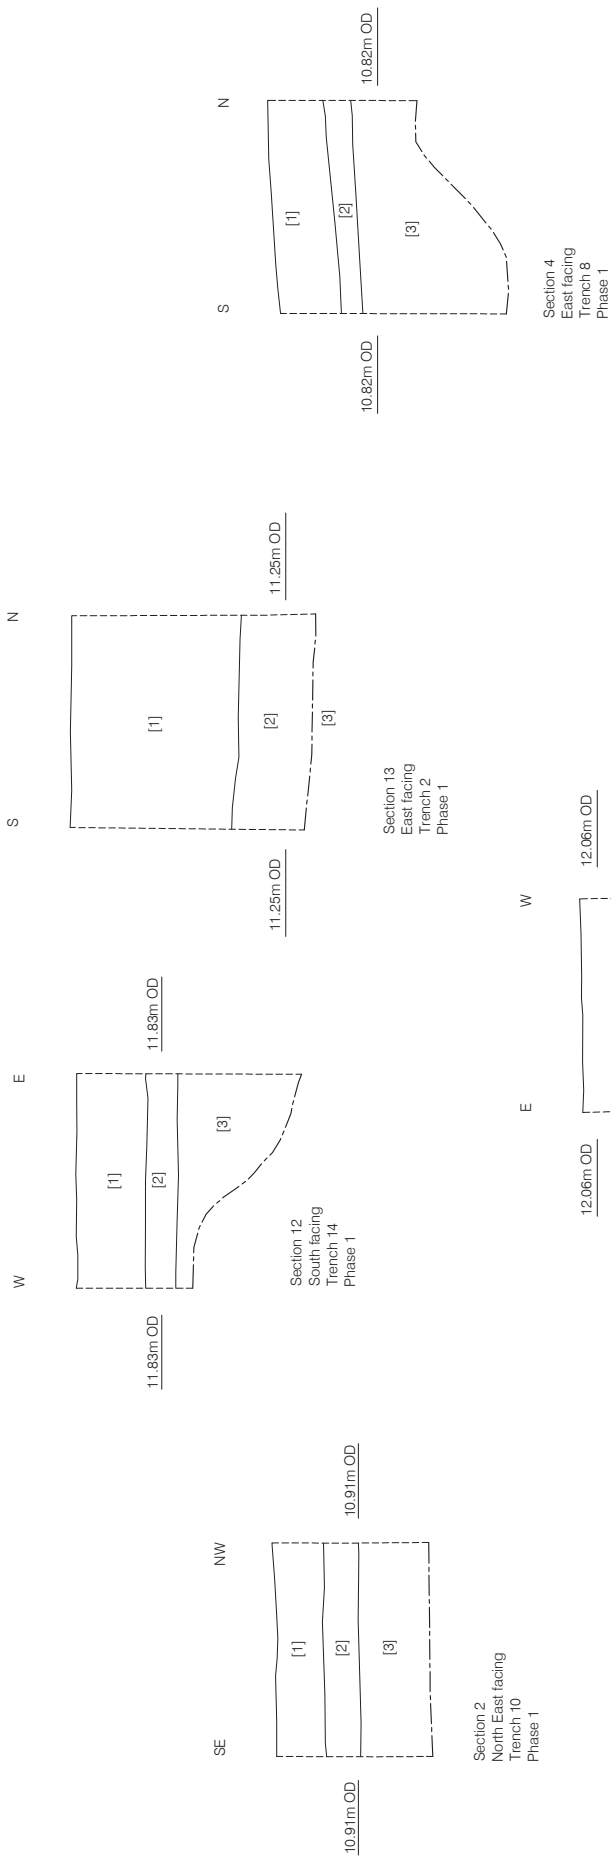 SE
NW
10.91m OD
10.91m OD
[1]
[2]
[3]
Section 2
North East facing
Trench 10
Phase 1
W
E
11.83m OD
11.83m OD
[1]
[2]
[3]
Section 12
South facing
Trench 14
Phase 1
S
N
11.25m OD
11.25m OD
[1]
[2]
[3]
Section 13
East facing
Trench 2
Phase 1
E
W
12.06m OD
12.06m OD
S
N
10.82m OD
10.82m OD
[1]
[2]
[3]
Section 4
East facing
Trench 8
Phase 1